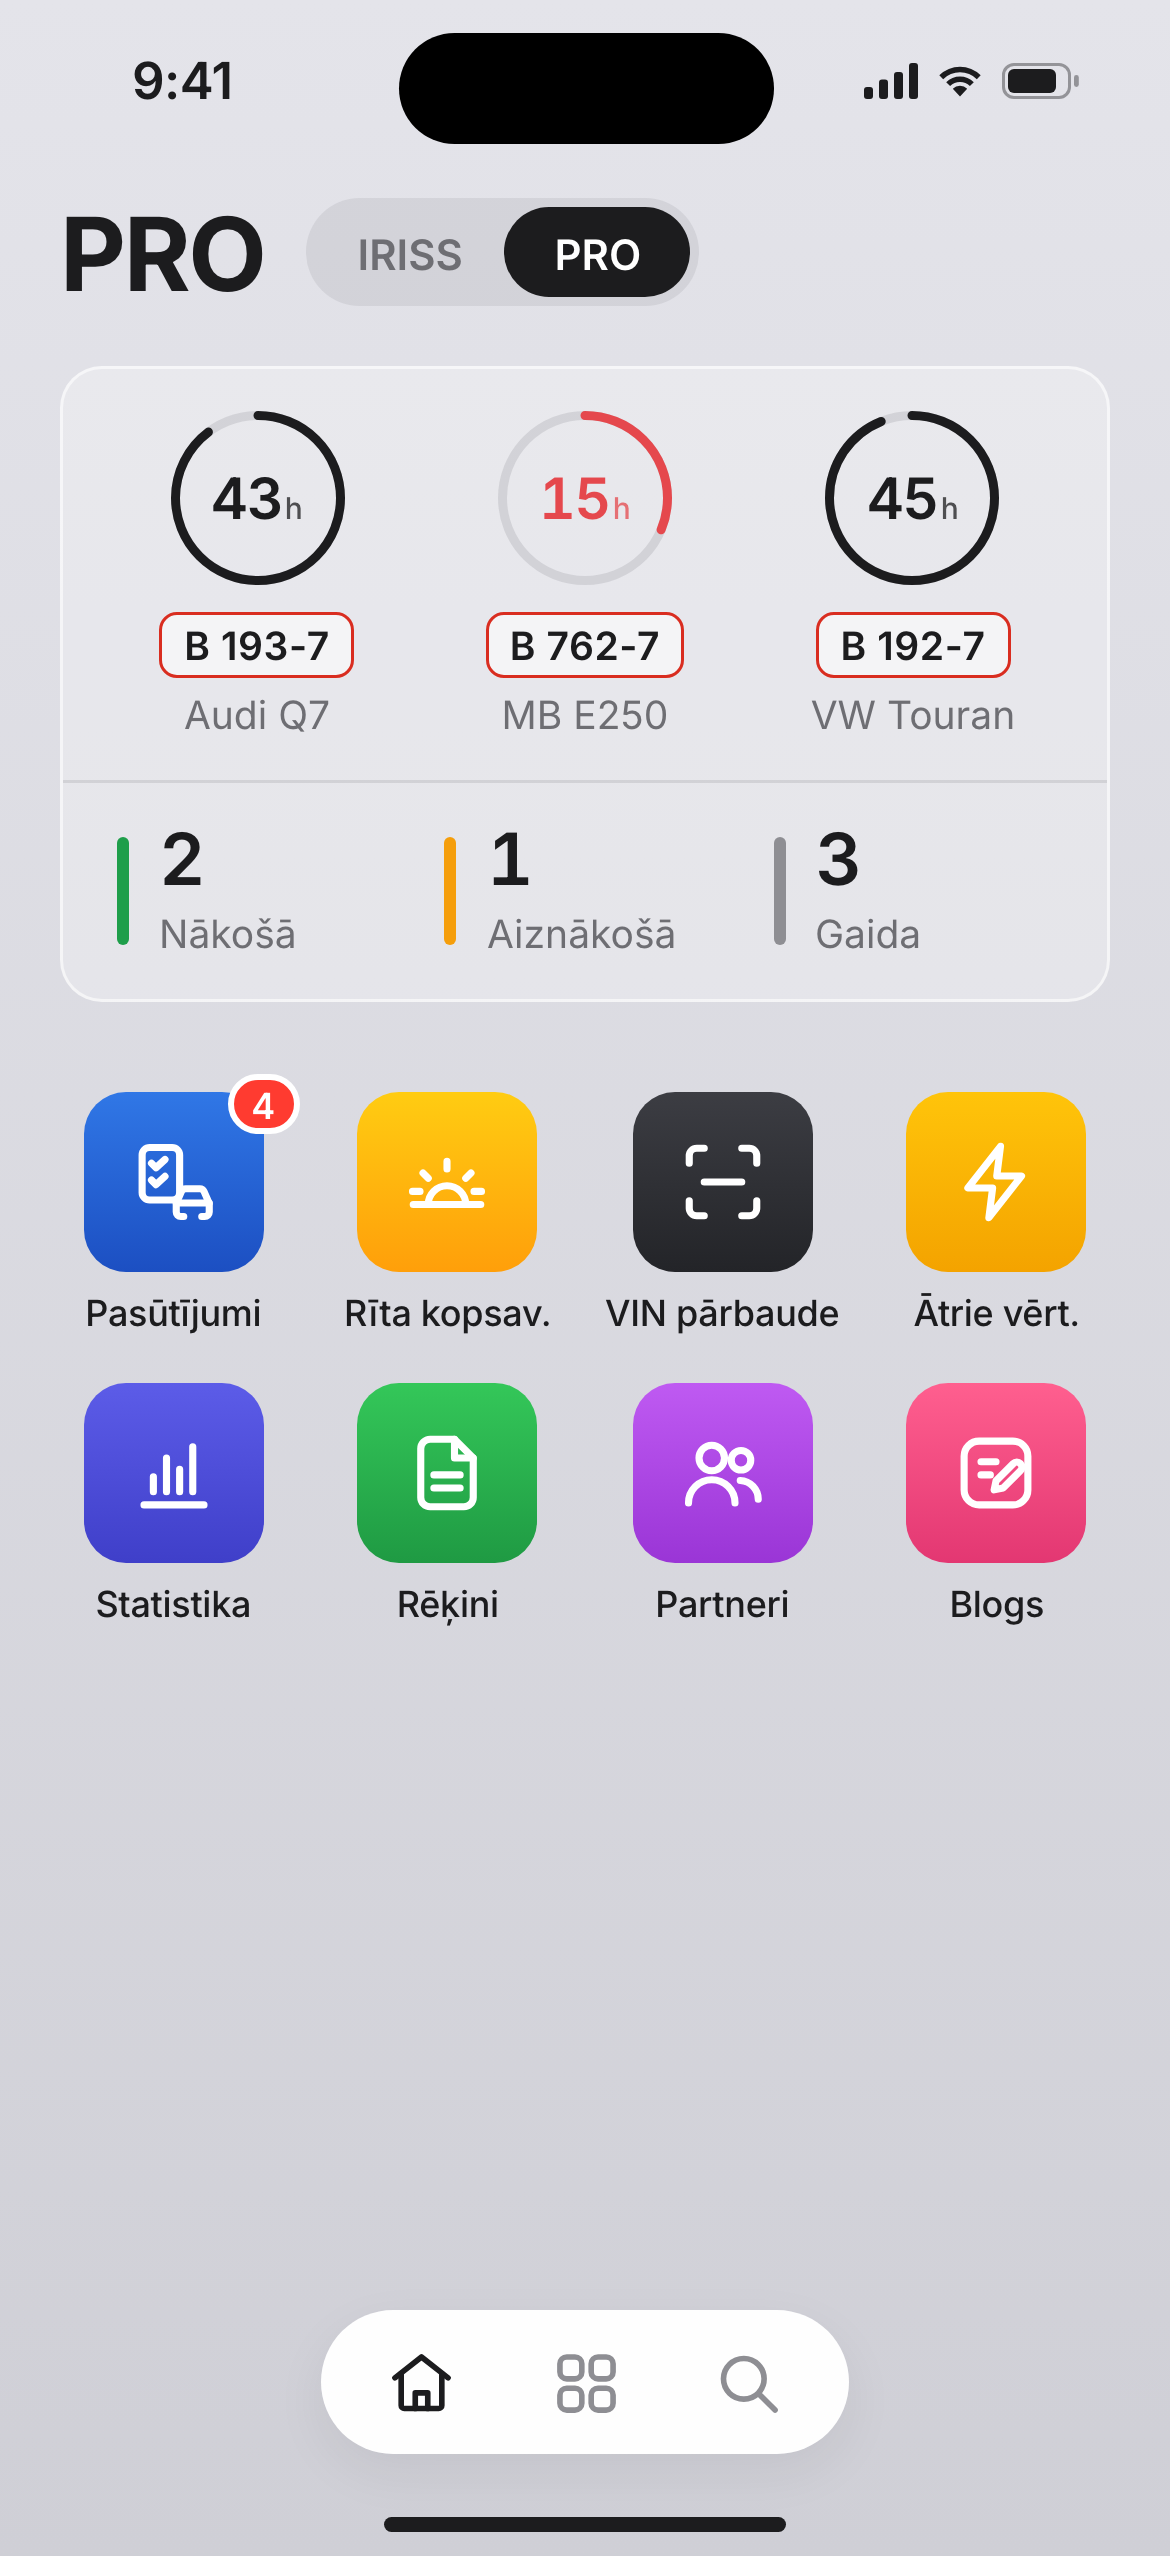 9:41
PRO
IRISS PRO
43h 15h 45h
B 193-7 B 762-7 B 192-7
Audi Q7 MB E250 VW Touran
2 1 3
Nākošā Aiznākošā Gaida
4
Pasūtījumi Rīta kopsav. VIN pārbaude Ātrie vērt.
Statistika Rēķini Partneri Blogs